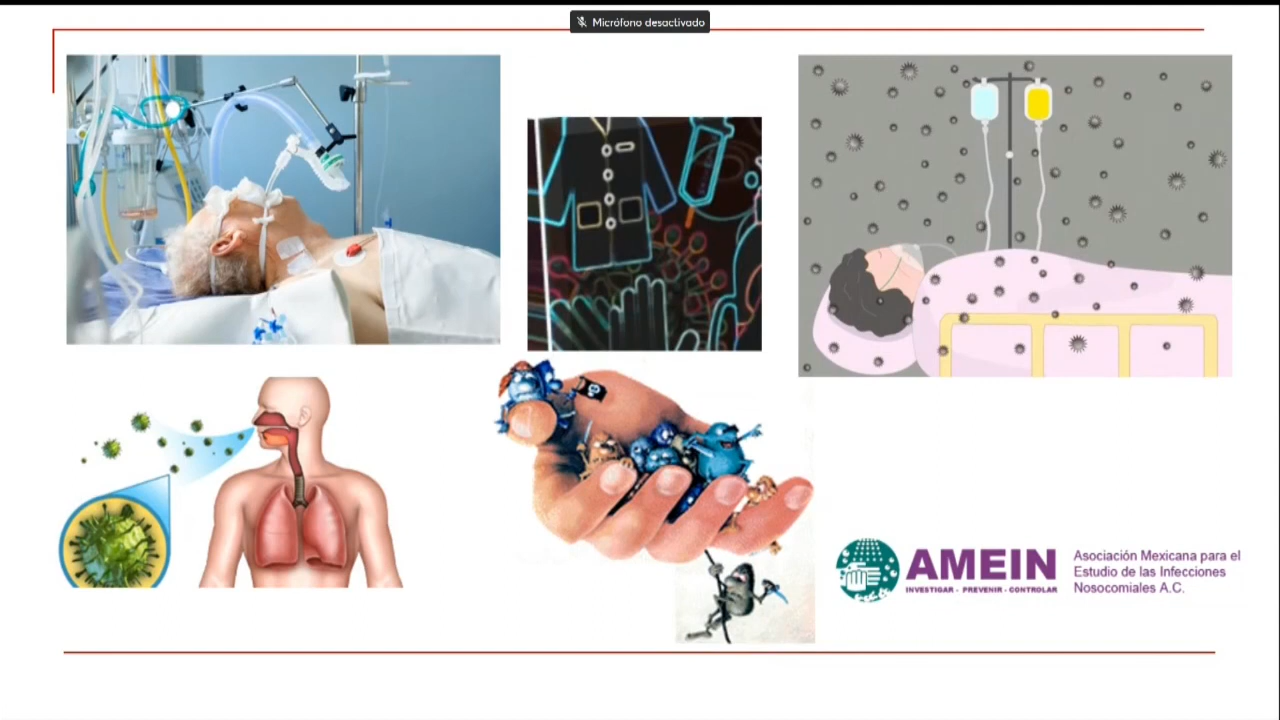 Micrófono desactivado
AMEIN
INVESTIGAR - PREVENIR - CONTROLAR
Asociación Mexicana para el
Estudio de las Infecciones
Nosocomiales A.C.